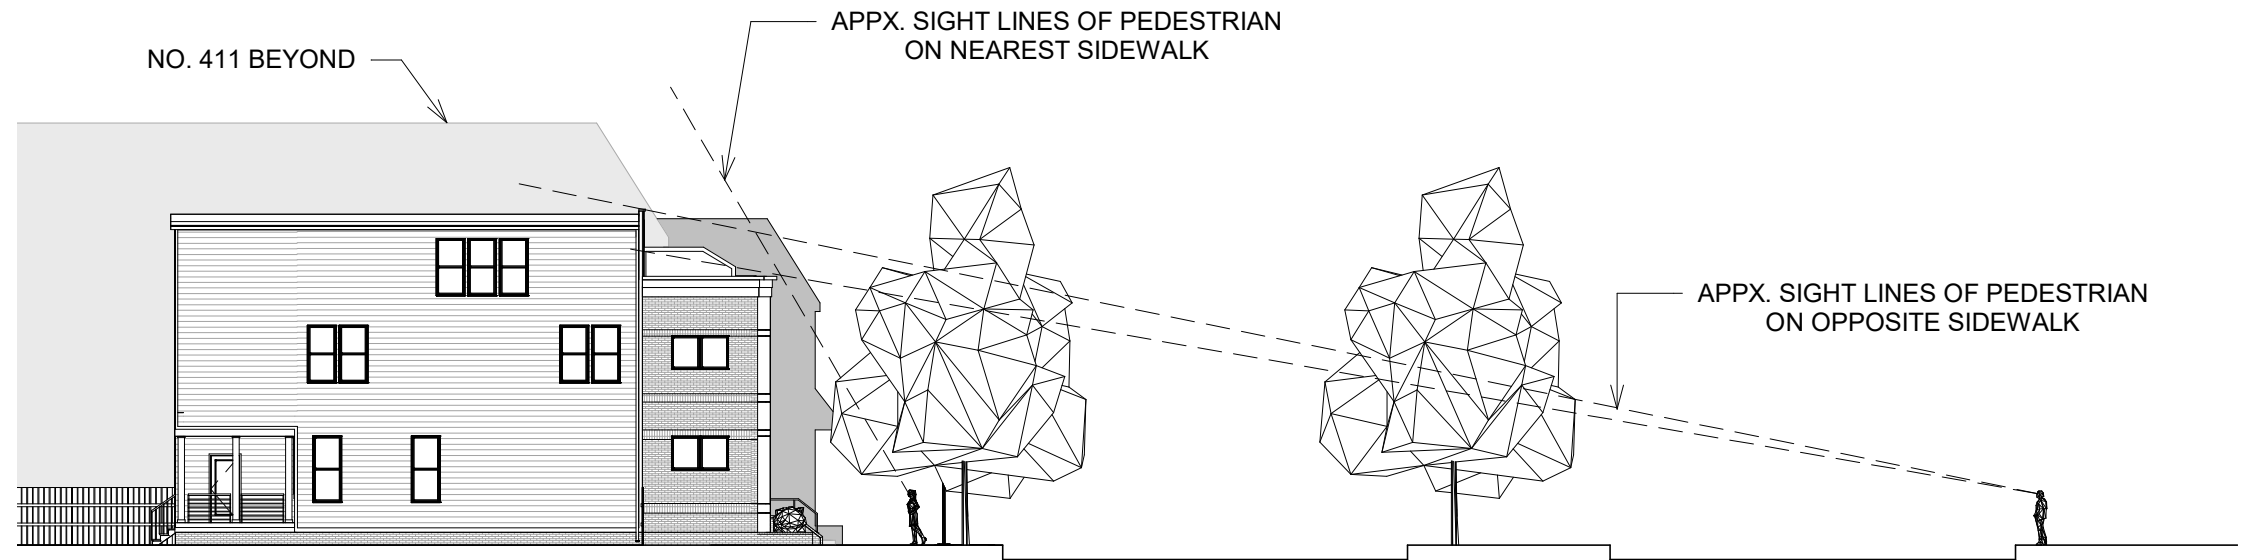 APPX. SIGHT LINES OF PEDESTRIAN
ON NEAREST SIDEWALK
NO. 411 BEYOND
APPX. SIGHT LINES OF PEDESTRIAN
ON OPPOSITE SIDEWALK